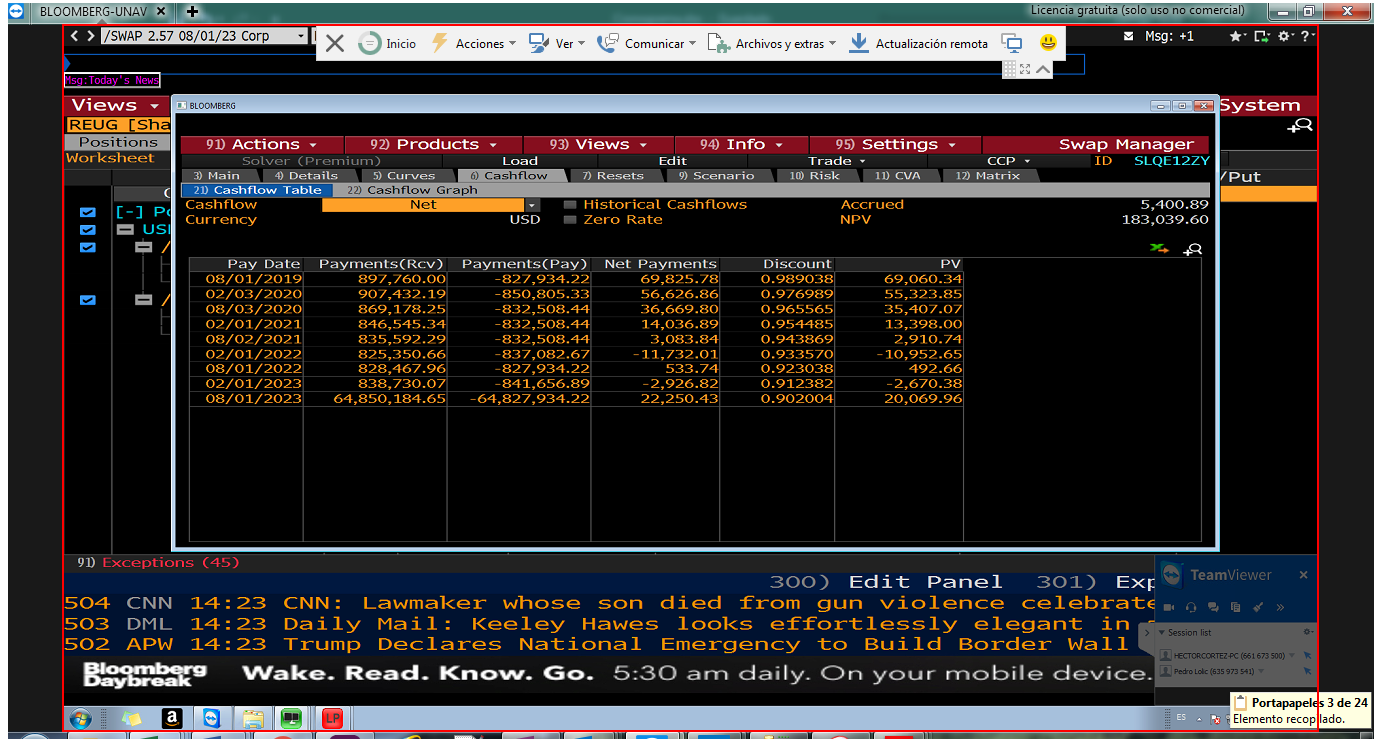 BLOOMBERG-UNAV × +
Licencia gratuita (solo uso no comercial)
< > /SWAP 2.57 08/01/23 Corp
Inicio Acciones Ver Comunicar Archivos y extras Actualización remota
Msg: +1
Msg:Today's News
Views
System
BLOOMBERG
REUG [Sha
Positions
Worksheet
/Put
91) Actions 92) Products 93) Views 94) Info 95) Settings Swap Manager
Solver (Premium) Load Edit Trade CCP ID SLQE12ZY
3) Main 4) Details 5) Curves 6) Cashflow 7) Resets 9) Scenario 10) Risk 11) CVA 12) Matrix
21) Cashflow Table 22) Cashflow Graph
Cashflow Net Historical Cashflows Accrued 5,400.89
Currency USD Zero Rate NPV 183,039.60
[-] Po
USI
Pay Date Payments(Rcv) Payments(Pay) Net Payments Discount PV
08/01/2019 897,760.00 -827,934.22 69,825.78 0.989038 69,060.34
02/03/2020 907,432.19 -850,805.33 56,626.86 0.976989 55,323.85
08/03/2020 869,178.25 -832,508.44 36,669.80 0.965565 35,407.07
02/01/2021 846,545.34 -832,508.44 14,036.89 0.954485 13,398.00
08/02/2021 835,592.29 -832,508.44 3,083.84 0.943869 2,910.74
02/01/2022 825,350.66 -837,082.67 -11,732.01 0.933570 -10,952.65
08/01/2022 828,467.96 -827,934.22 533.74 0.923038 492.66
02/01/2023 838,730.07 -841,656.89 -2,926.82 0.912382 -2,670.38
08/01/2023 64,850,184.65 -64,827,934.22 22,250.43 0.902004 20,069.96
91) Exceptions (45)
300) Edit Panel 301) Exp
504 CNN 14:23 CNN: Lawmaker whose son died from gun violence celebrate
503 DML 14:23 Daily Mail: Keeley Hawes looks effortlessly elegant in
502 APW 14:23 Trump Declares National Emergency to Build Border Wall
Bloomberg Daybreak Wake. Read. Know. Go. 5:30 am daily. On your mobile device.
TeamViewer
Session list
HECTORCORTEZ-PC (661 673 500)
Pedro Lolic (635 973 541)
Portapapeles 3 de 24
Elemento recopilado.
ES
LP